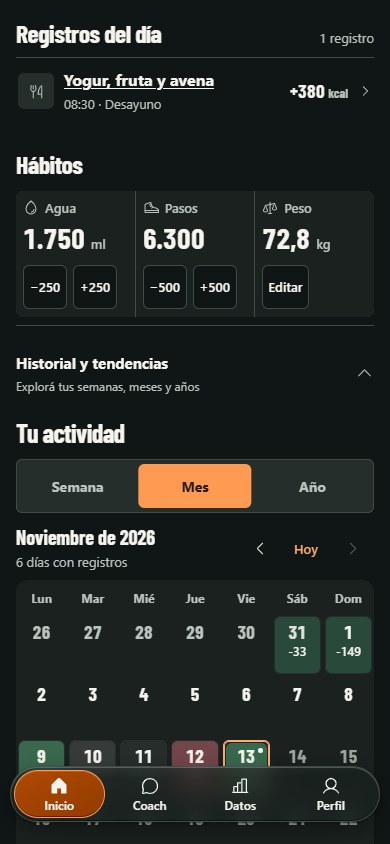 Registros del día
1 registro
Yogur, fruta y avena
08:30 · Desayuno
+380 kcal
Hábitos
Agua
1.750 ml
−250 +250
Pasos
6.300
−500 +500
Peso
72,8 kg
Editar
Historial y tendencias
Explorá tus semanas, meses y años
Tu actividad
Semana Mes Año
Noviembre de 2026
6 días con registros
Hoy
Lun Mar Mié Jue Vie Sáb Dom
26 27 28 29 30 31 1
-33 -149
2 3 4 5 6 7 8
9 10 11 12 13 14 15
Inicio Coach Datos Perfil